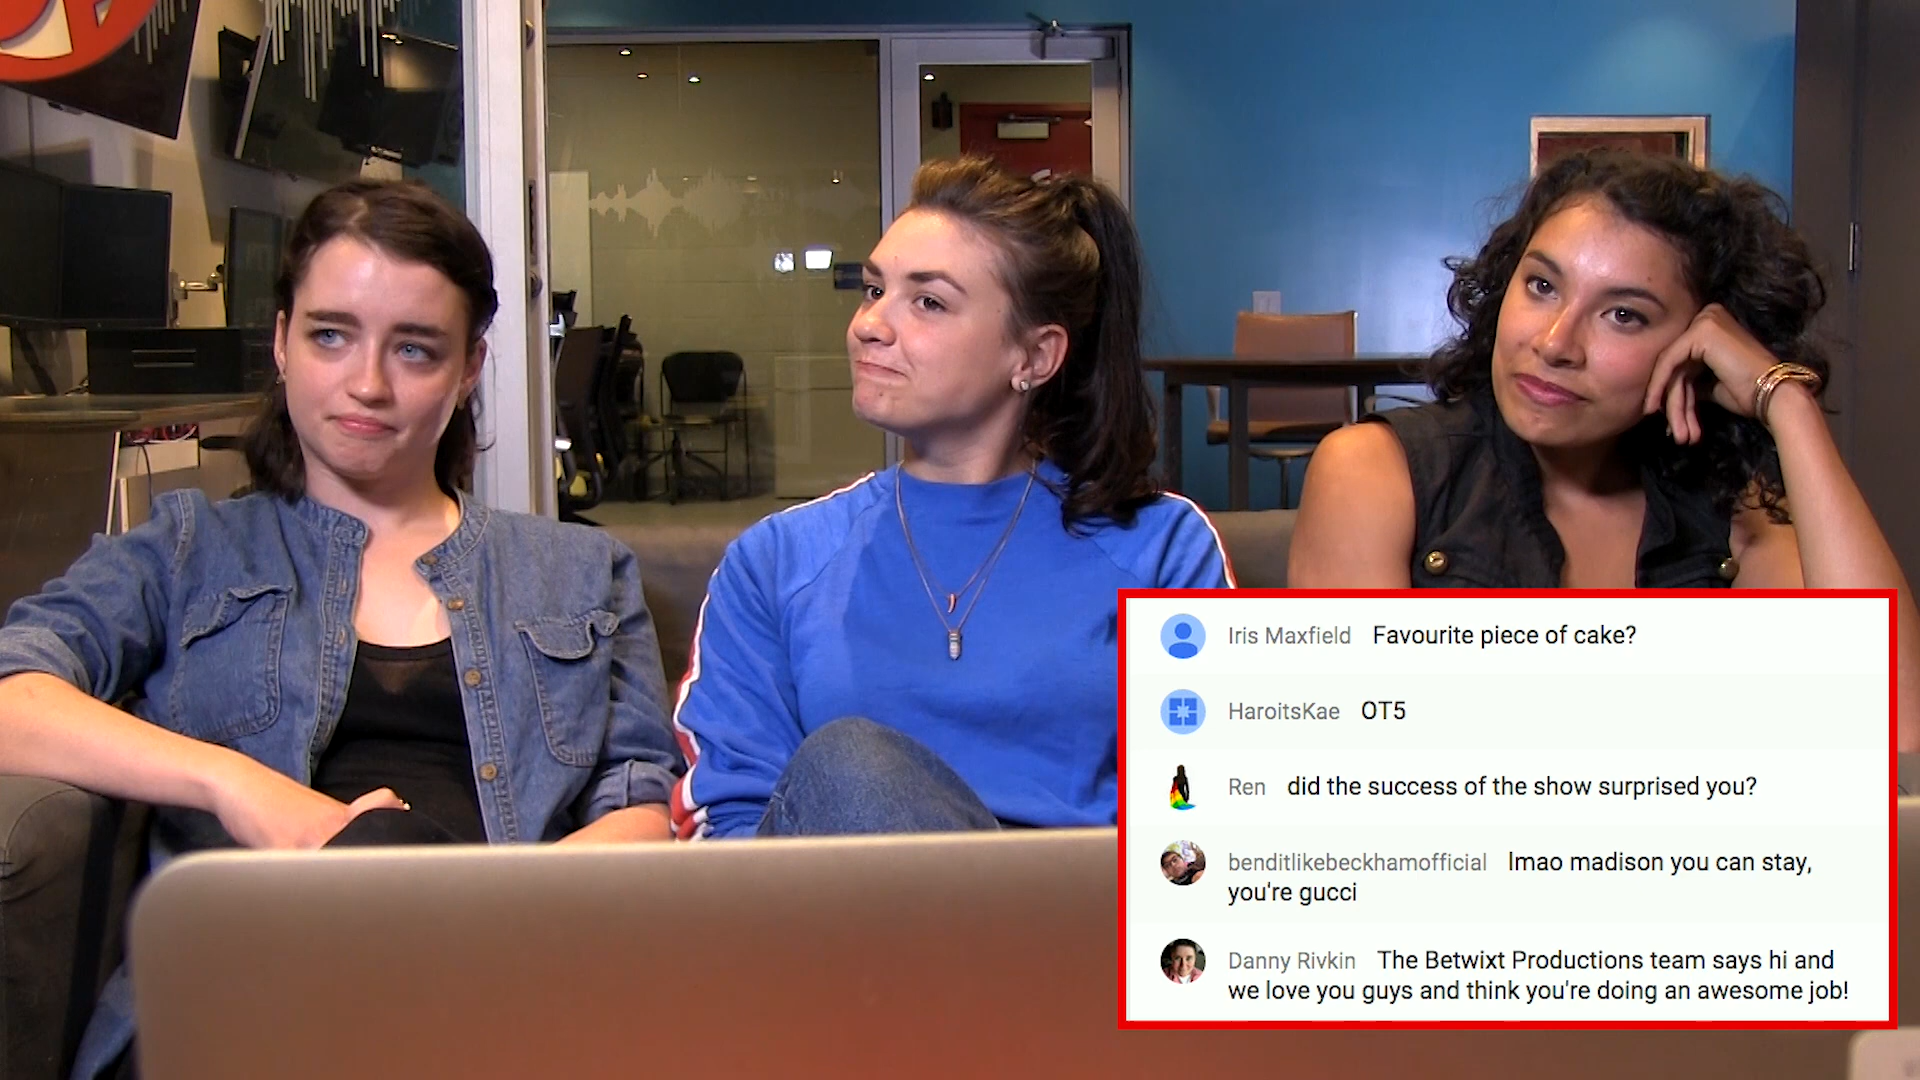 Iris Maxfield Favourite piece of cake?
HaroitsKae OT5
Ren did the success of the show surprised you?
benditlikebeckhamofficial lmao madison you can stay,
you're gucci
Danny Rivkin The Betwixt Productions team says hi and
we love you guys and think you're doing an awesome job!